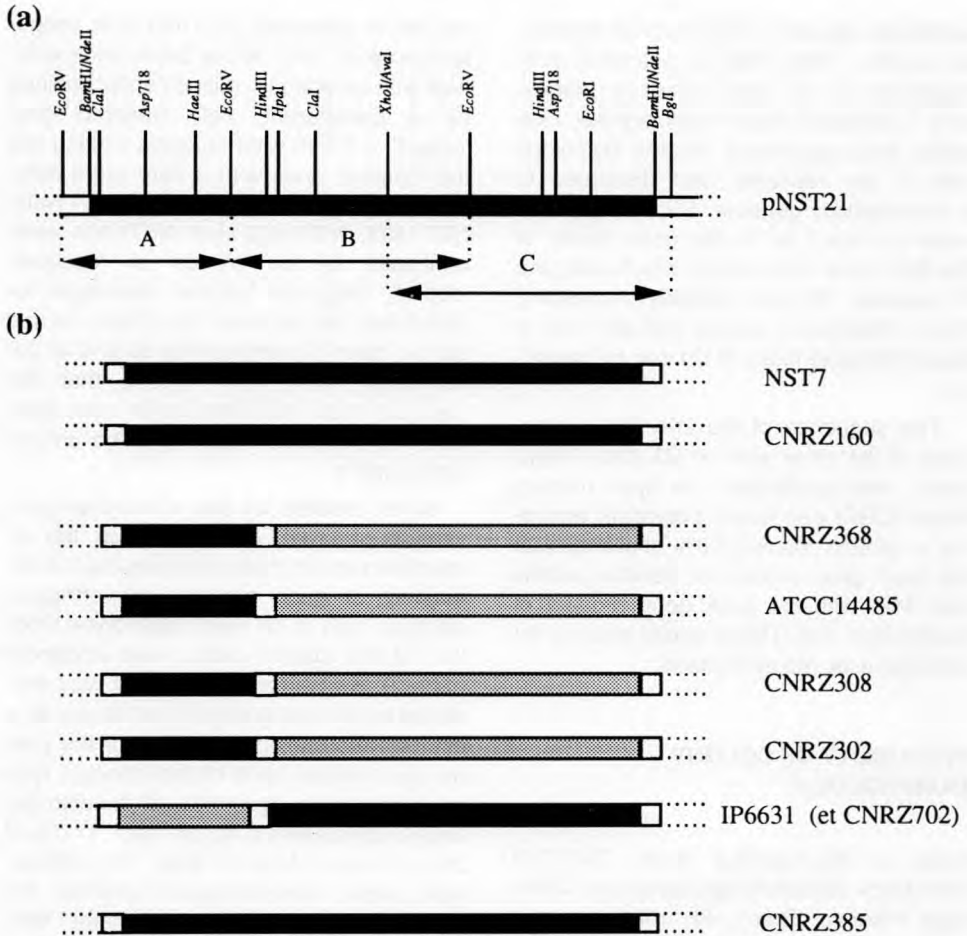 (a)
EcoRV
BamHI/NdeII
ClaI
Asp718
HaeIII
EcoRV
HindIII
HpaI
ClaI
XhoI/AvaI
EcoRV
HindIII
Asp718
EcoRI
BamHI/NdeII
BglI
pNST21
A
B
C
(b)
NST7
CNRZ160
CNRZ368
ATCC14485
CNRZ308
CNRZ302
IP6631 (et CNRZ702)
CNRZ385